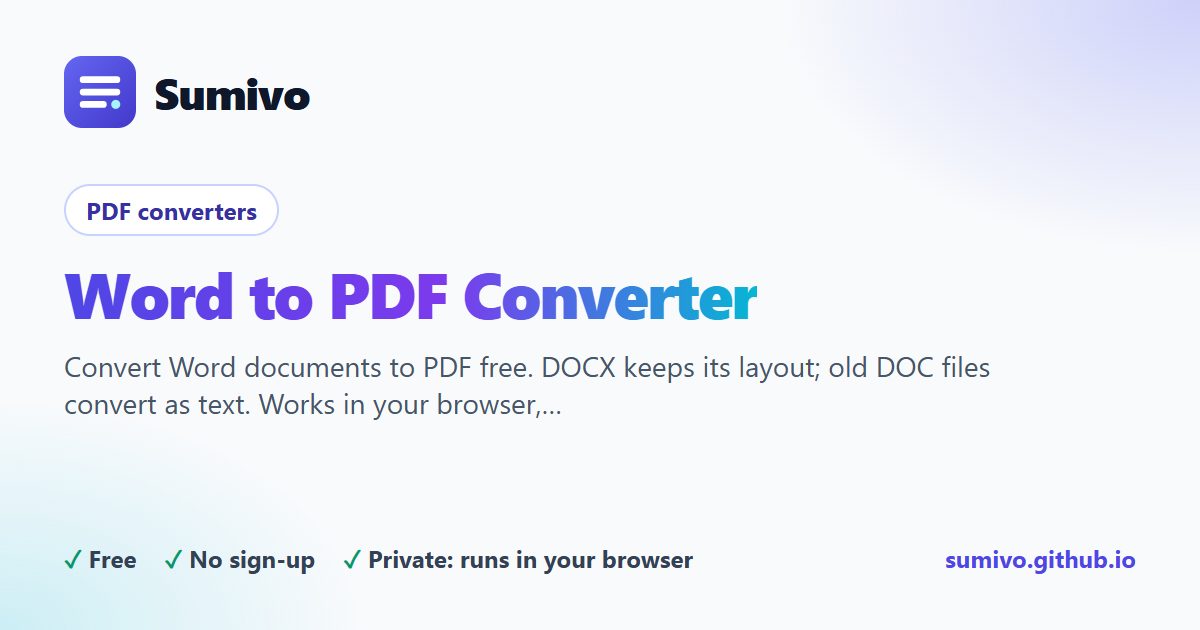 Sumivo
PDF converters
Word to PDF Converter
Convert Word documents to PDF free. DOCX keeps its layout; old DOC files
convert as text. Works in your browser,...
✓ Free ✓ No sign-up ✓ Private: runs in your browser
sumivo.github.io